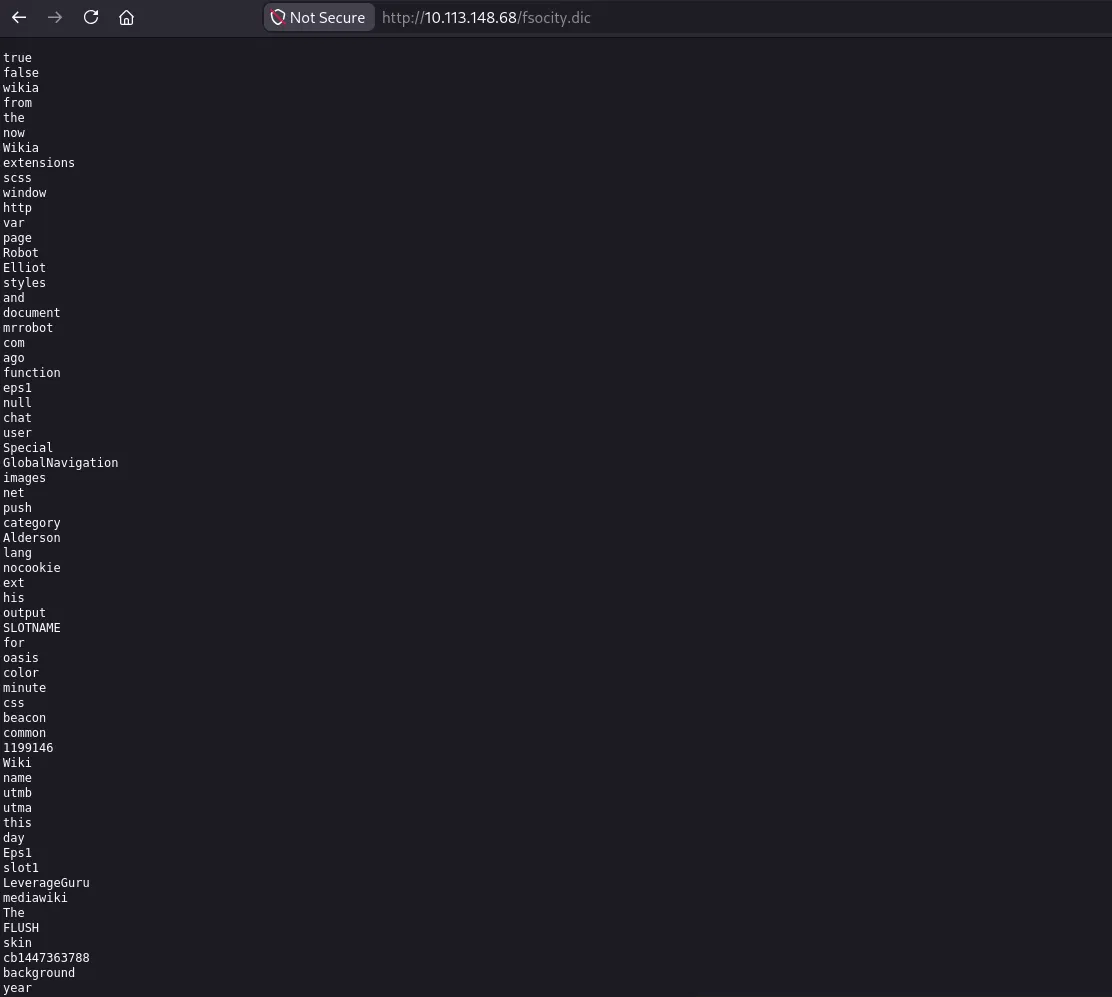 Not Secure http://10.113.148.68/fsocity.dic
true
false
wikia
from
the
now
Wikia
extensions
scss
window
http
var
page
Robot
Elliot
styles
and
document
mrrobot
com
ago
function
eps1
null
chat
user
Special
GlobalNavigation
images
net
push
category
Alderson
lang
nocookie
ext
his
output
SLOTNAME
for
oasis
color
minute
css
beacon
common
1199146
Wiki
name
utmb
utma
this
day
Eps1
slot1
LeverageGuru
mediawiki
The
FLUSH
skin
cb1447363788
background
year